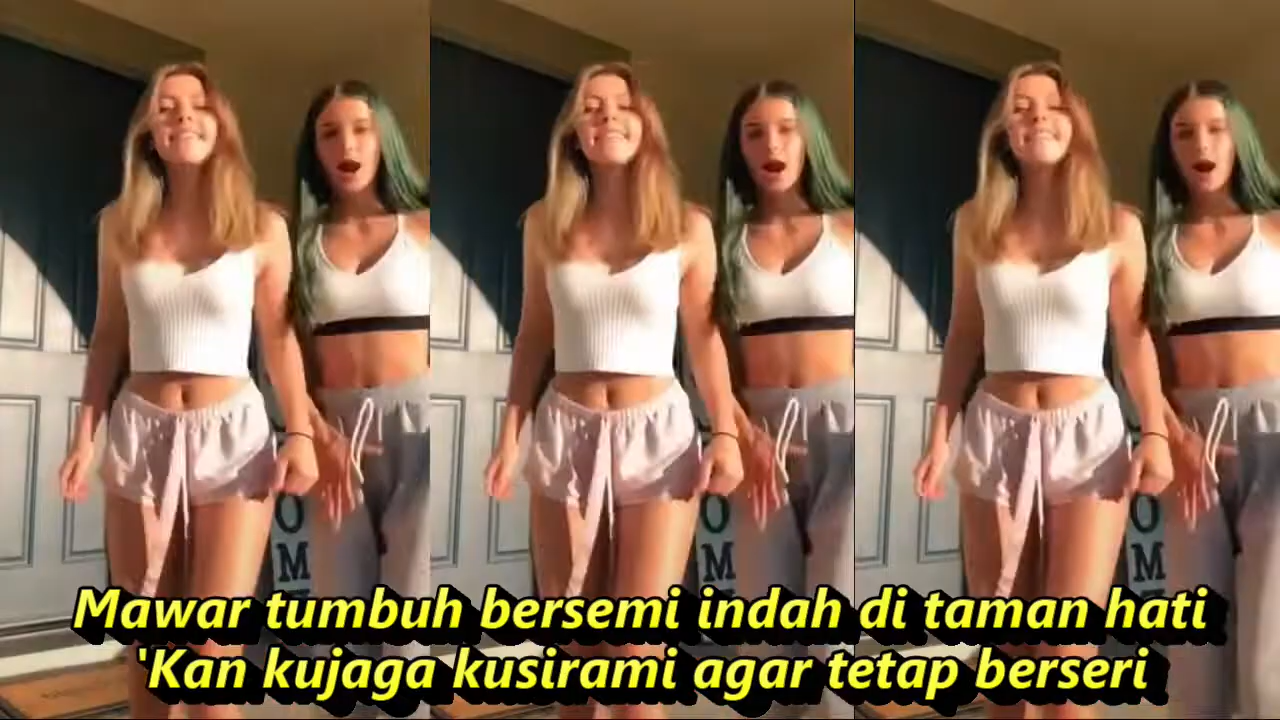 Mawar tumbuh bersemi indah di taman hati
'Kan kujaga kusirami agar tetap berseri
O
M
O
M
O
M